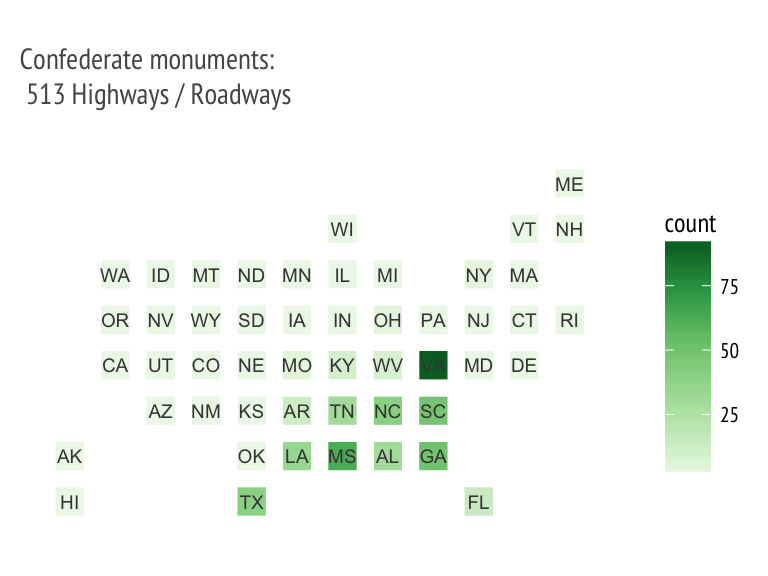 Confederate monuments:
513 Highways / Roadways
ME
WI VT NH
WA ID MT ND MN IL MI NY MA
OR NV WY SD IA IN OH PA NJ CT RI
CA UT CO NE MO KY WV VA MD DE
AZ NM KS AR TN NC SC
AK OK LA MS AL GA
HI TX FL
count
75
50
25